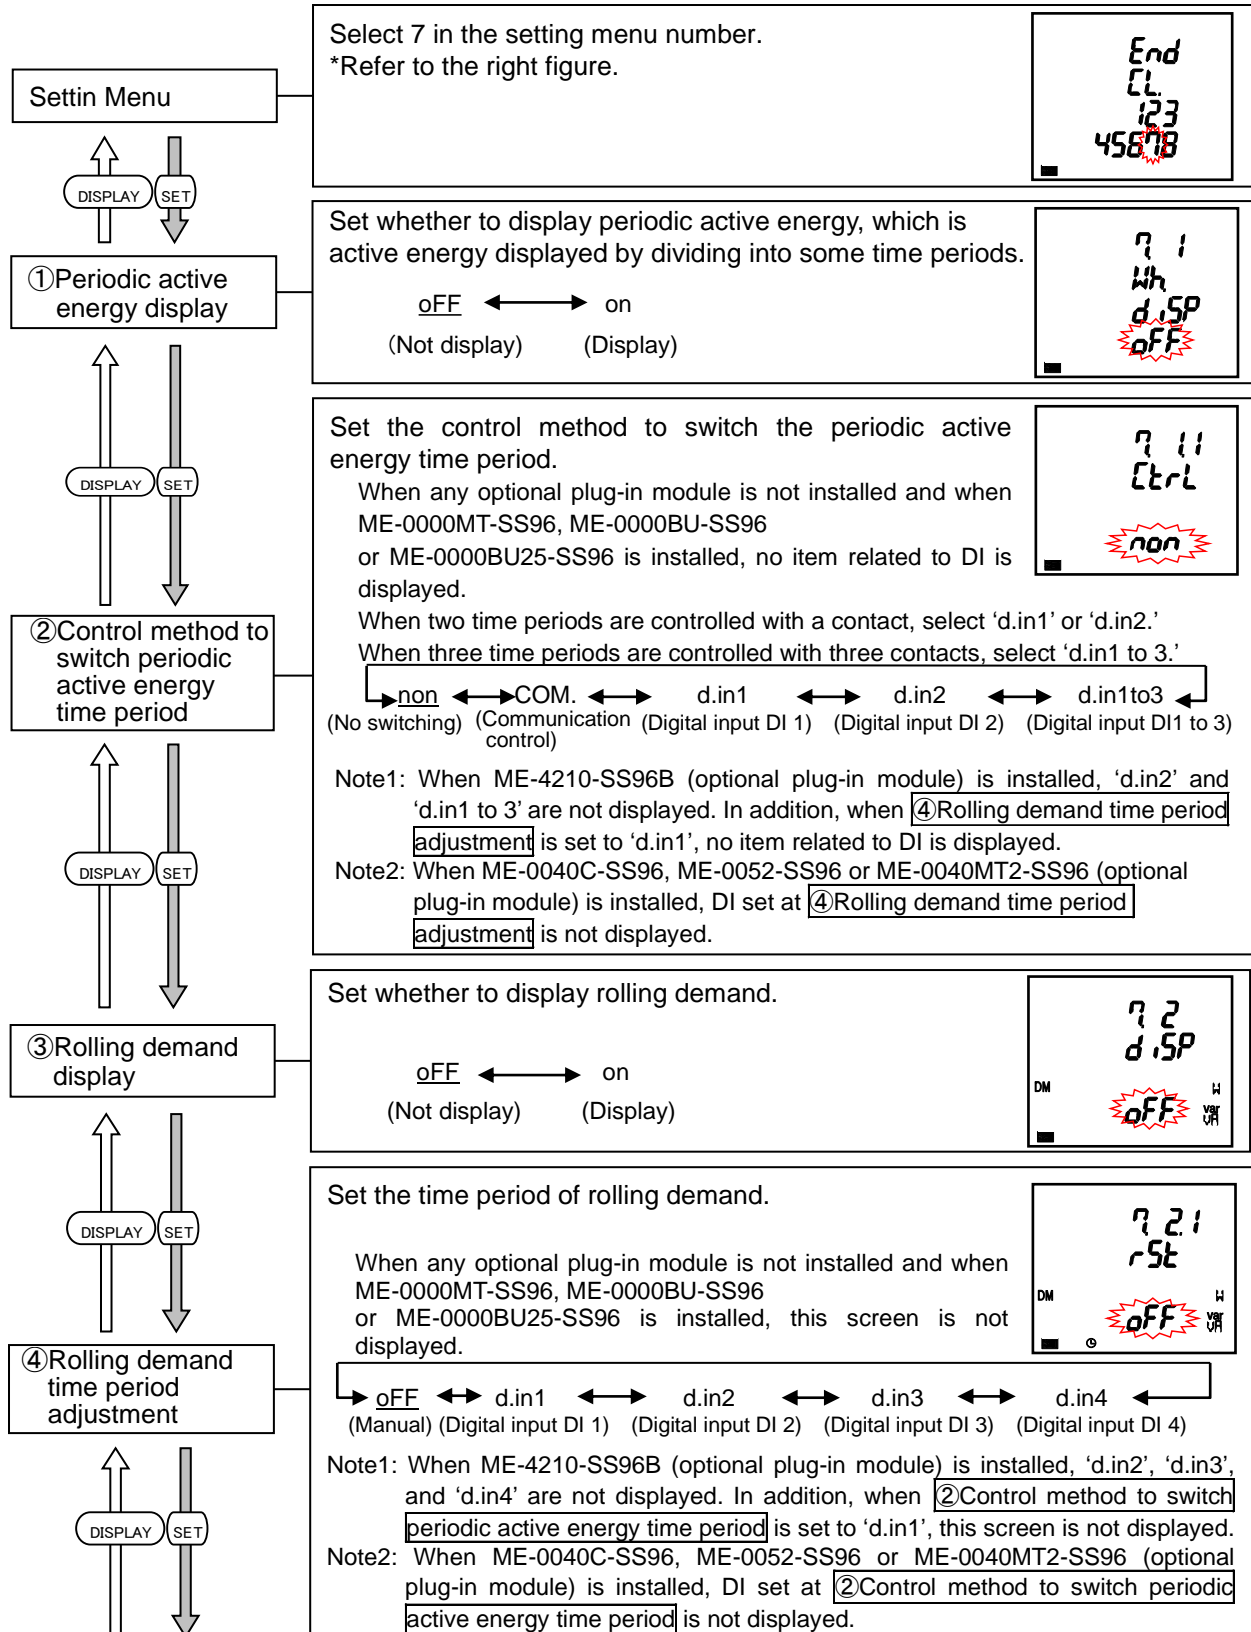 Select 7 in the setting menu number.
*Refer to the right figure.
Settin Menu
End
CL.
123
45678
DISPLAY SET
Set whether to display periodic active energy, which is
active energy displayed by dividing into some time periods.
①Periodic active
energy display
oFF on
(Not display) (Display)
7. 1
Wh.
diSP
oFF
DISPLAY SET
Set the control method to switch the periodic active
energy time period.
When any optional plug-in module is not installed and when
ME-0000MT-SS96, ME-0000BU-SS96
or ME-0000BU25-SS96 is installed, no item related to DI is
displayed.
When two time periods are controlled with a contact, select ‘d.in1’ or ‘d.in2.’
When three time periods are controlled with three contacts, select ‘d.in1 to 3.’
7. 1.1
CtrL
non
②Control method to
switch periodic
active energy
time period
non COM. d.in1 d.in2 d.in1to3
(No switching) (Communication control) (Digital input DI 1) (Digital input DI 2) (Digital input DI1 to 3)
Note1: When ME-4210-SS96B (optional plug-in module) is installed, ‘d.in2’ and
‘d.in1 to 3’ are not displayed. In addition, when ④Rolling demand time period
adjustment is set to ‘d.in1’, no item related to DI is displayed.
Note2: When ME-0040C-SS96, ME-0052-SS96 or ME-0040MT2-SS96 (optional
plug-in module) is installed, DI set at ④Rolling demand time period
adjustment is not displayed.
DISPLAY SET
Set whether to display rolling demand.
③Rolling demand
display
oFF on
(Not display) (Display)
7. 2
diSP
DM W
oFF var
VA
DISPLAY SET
Set the time period of rolling demand.
When any optional plug-in module is not installed and when
ME-0000MT-SS96, ME-0000BU-SS96
or ME-0000BU25-SS96 is installed, this screen is not
displayed.
7. 2.1
rSt
DM W
oFF var
VA
④Rolling demand
time period
adjustment
oFF d.in1 d.in2 d.in3 d.in4
(Manual) (Digital input DI 1) (Digital input DI 2) (Digital input DI 3) (Digital input DI 4)
Note1: When ME-4210-SS96B (optional plug-in module) is installed, ‘d.in2’, ‘d.in3’,
and ‘d.in4’ are not displayed. In addition, when ②Control method to switch
periodic active energy time period is set to ‘d.in1’, this screen is not displayed.
Note2: When ME-0040C-SS96, ME-0052-SS96 or ME-0040MT2-SS96 (optional
plug-in module) is installed, DI set at ②Control method to switch periodic
active energy time period is not displayed.
DISPLAY SET